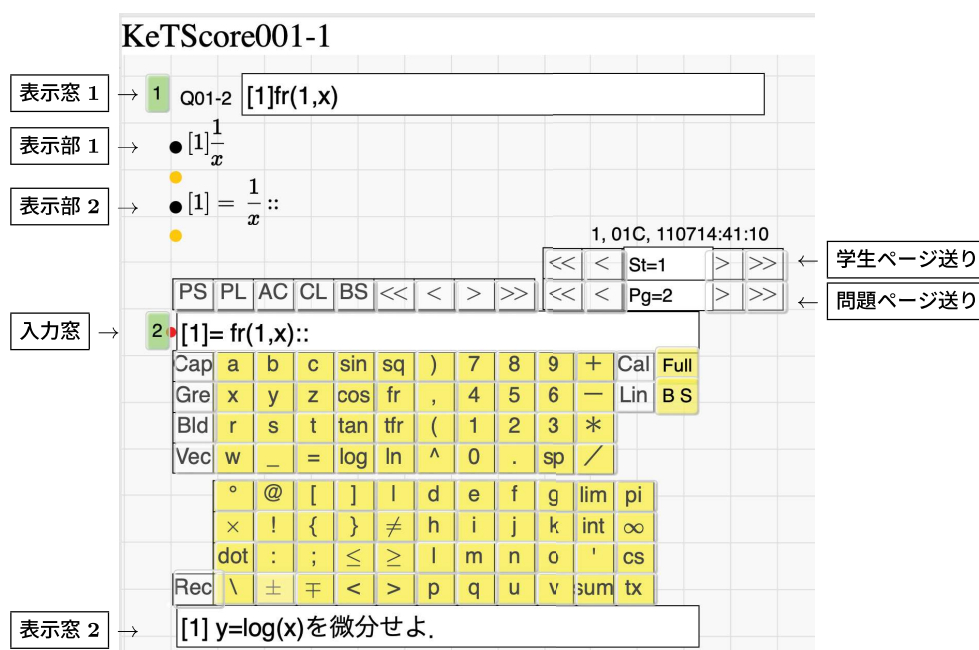 KeTScore001-1
表示窓 1 → 1 Q01-2 [1]fr(1,x)
表示部 1 → ●[1]1/x
表示部 2 → ●[1] = 1/x ::
1, 01C, 110714:41:10
<< < St=1 > >> ← 学生ページ送り
PS PL AC CL BS << < > >> << < Pg=2 > >> ← 問題ページ送り
入力窓 → 2 [1]= fr(1,x)::
Cap a b c sin sq ) 7 8 9 + Cal Full
Gre x y z cos fr , 4 5 6 − Lin B S
Bld r s t tan tfr ( 1 2 3 *
Vec w _ = log ln ^ 0 . sp /
° @ [ ] l d e f g lim pi
× ! { } ≠ h i j k int ∞
dot : ; ≤ ≥ l m n o ' cs
Rec \ ± ∓ < > p q u v sum tx
表示窓 2 → [1] y=log(x)を微分せよ.